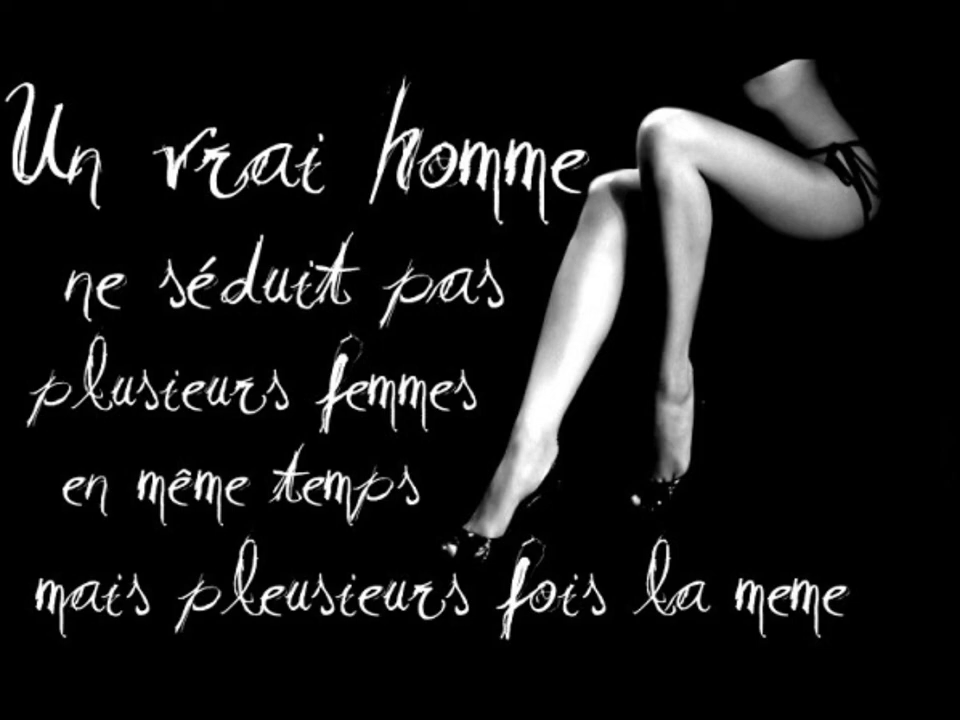 Un vrai homme
ne séduit pas
plusieurs femmes
en même temps
mais pleusieurs fois la meme